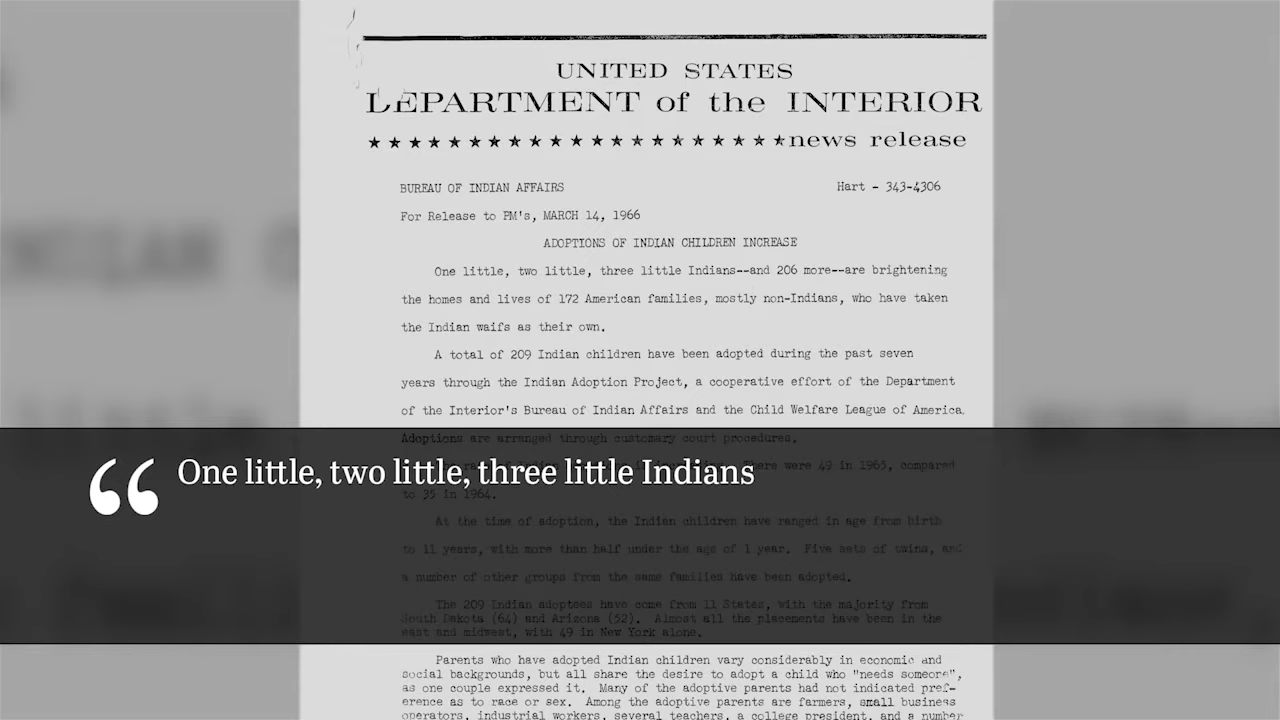 UNITED STATES
DEPARTMENT of the INTERIOR
news release
BUREAU OF INDIAN AFFAIRS Hart - 343-4306
For Release to PM's, MARCH 14, 1966
ADOPTIONS OF INDIAN CHILDREN INCREASE
One little, two little, three little Indians--and 206 more--are brightening
the homes and lives of 172 American families, mostly non-Indians, who have taken
the Indian waifs as their own.
A total of 209 Indian children have been adopted during the past seven
years through the Indian Adoption Project, a cooperative effort of the Department
of the Interior's Bureau of Indian Affairs and the Child Welfare League of America.
Adoptions are arranged through customary court procedures.
“One little, two little, three little Indians
There were 49 in 1965, compared
to 35 in 1964.
At the time of adoption, the Indian children have ranged in age from birth
to 11 years, with more than half under the age of 1 year. Five sets of twins, and
a number of other groups from the same families have been adopted.
The 209 Indian adoptees have come from 11 States, with the majority from
South Dakota (64) and Arizona (52). Almost all the placements have been in the
east and midwest, with 49 in New York alone.
Parents who have adopted Indian children vary considerably in economic and
social backgrounds, but all share the desire to adopt a child who "needs someone",
as one couple expressed it. Many of the adoptive parents had not indicated pref-
erence as to race or sex. Among the adoptive parents are farmers, small business
operators, industrial workers, several teachers, a college president, and a number